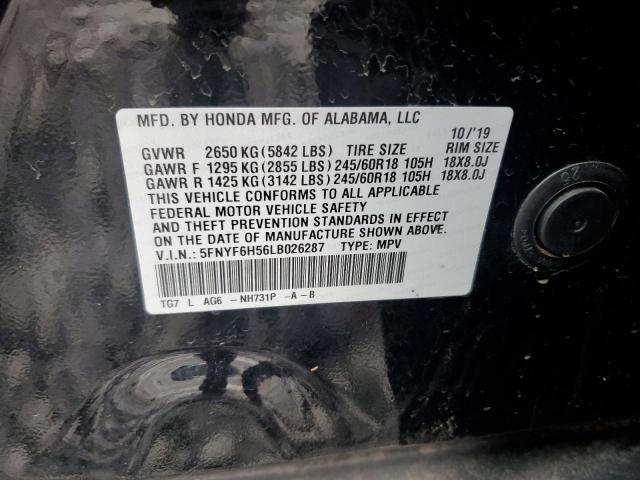 MFD. BY HONDA MFG. OF ALABAMA, LLC
10/'19
GVWR 2650 KG (5842 LBS) TIRE SIZE RIM SIZE
GAWR F 1295 KG (2855 LBS) 245/60R18 105H 18X8.0J
GAWR R 1425 KG (3142 LBS) 245/60R18 105H 18X8.0J
THIS VEHICLE CONFORMS TO ALL APPLICABLE
FEDERAL MOTOR VEHICLE SAFETY
AND THEFT PREVENTION STANDARDS IN EFFECT
ON THE DATE OF MANUFACTURE SHOWN ABOVE.
V.I.N.: 5FNYF6H56LB026287 TYPE: MPV
TG7 L AG6 -NH731P -A-B